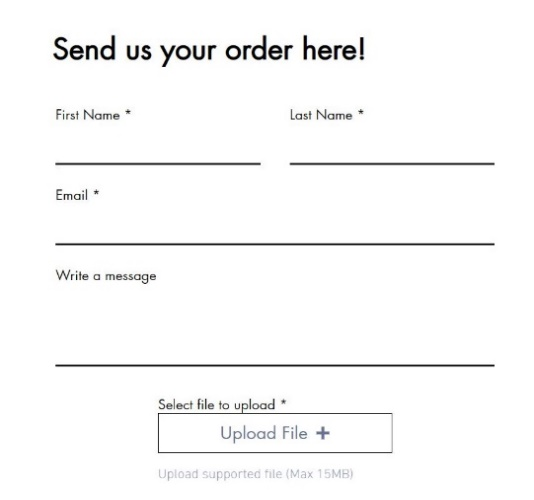 Send us your order here!
First Name * Last Name *
Email *
Write a message
Select file to upload *
Upload File +
Upload supported file (Max 15MB)